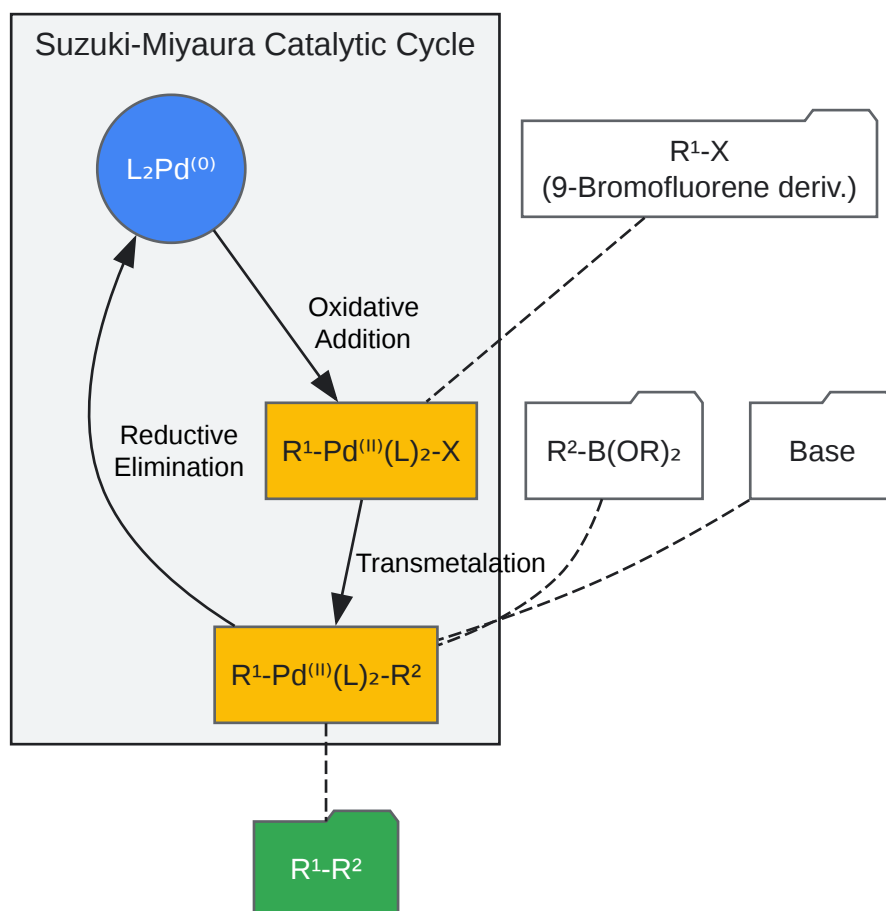 Suzuki-Miyaura Catalytic Cycle
L₂Pd⁽⁰⁾
R¹-X
(9-Bromofluorene deriv.)
Oxidative
Addition
Reductive
Elimination
R¹-Pd⁽ᴵᴵ⁾(L)₂-X
R²-B(OR)₂
Base
Transmetalation
R¹-Pd⁽ᴵᴵ⁾(L)₂-R²
R¹-R²